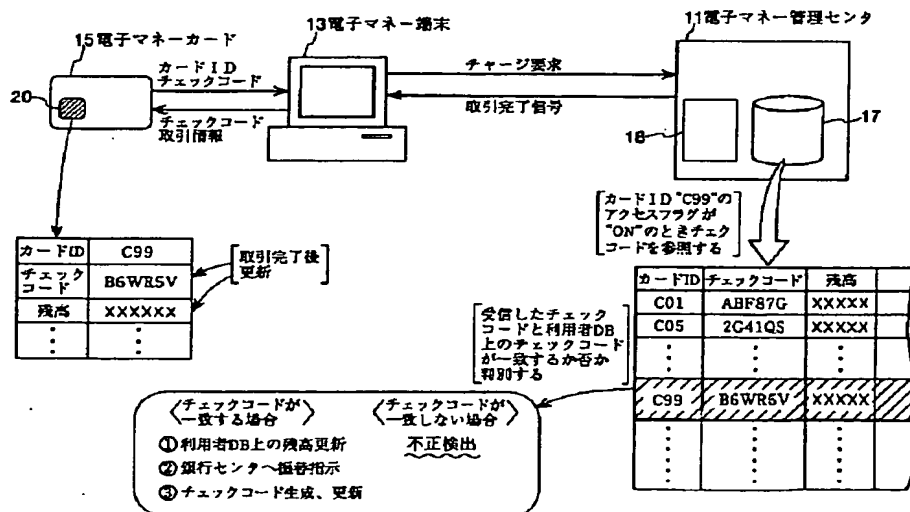 11電子マネー管理センタ
13電子マネー端末
15電子マネーカード
カードID
チェックコード
チェックコード
取引情報
チャージ要求
取引完了信号
20
18
17
カードID"C99"の
アクセスフラグが
"ON"のときチェク
コードを参照する
カードID C99
チェック
コード B6WR5V
残高 XXXXXX
取引完了後
更新
カードID チェックコード 残高
C01 ABF87G XXXXX
C05 2G41QS XXXXX
C99 B6WR5V XXXXX
受信したチェック
コードと利用者DB
上のチェックコード
が一致するか否か
判別する
〈チェックコードが
一致する場合〉
①利用者DB上の残高更新
②銀行センタへ振替指示
③チェックコード生成、更新
〈チェックコードが
一致しない場合〉
不正検出